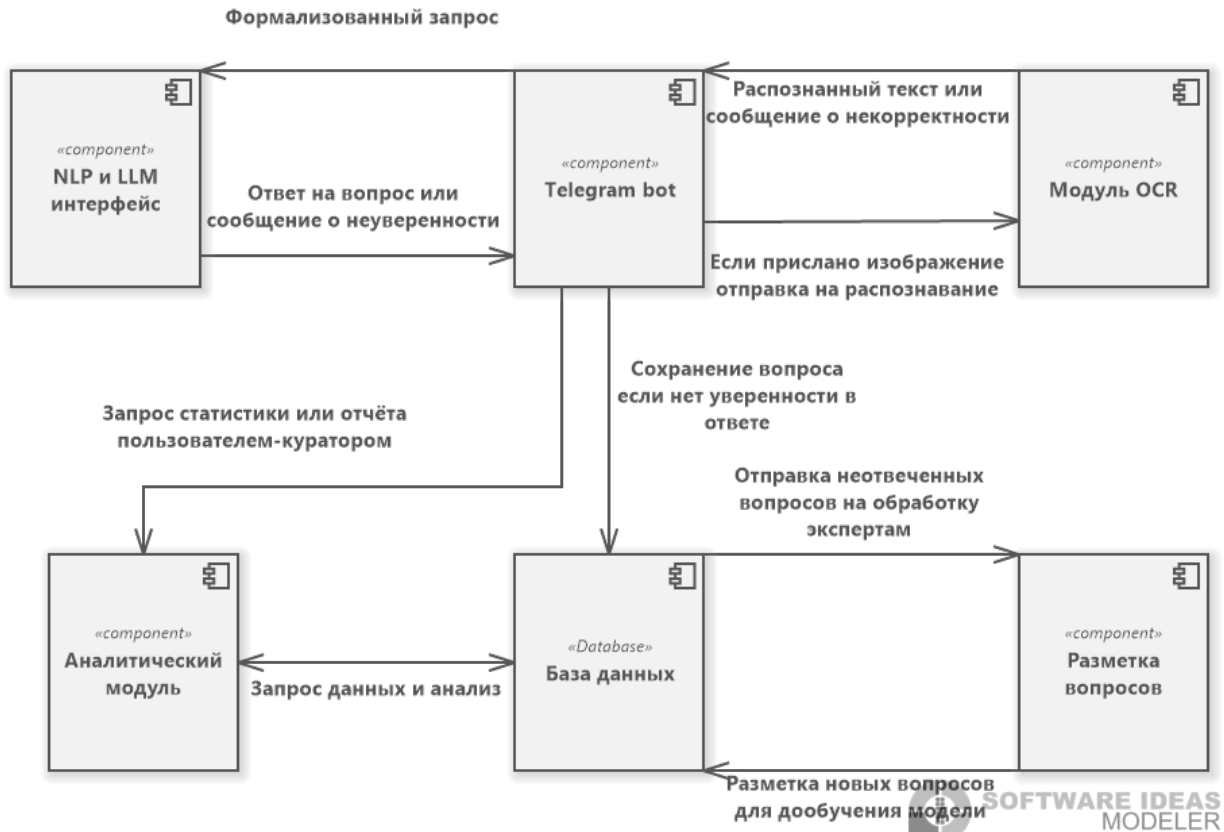 Формализованный запрос
«component»
NLP и LLM
интерфейс
Ответ на вопрос или
сообщение о неуверенности
«component»
Telegram bot
Распознанный текст или
сообщение о некорректности
Если прислано изображение
отправка на распознавание
«component»
Модуль OCR
Запрос статистики или отчёта
пользователем-куратором
Сохранение вопроса
если нет уверенности в
ответе
Отправка неотвеченных
вопросов на обработку
экспертам
«component»
Аналитический
модуль
Запрос данных и анализ
«Database»
База данных
«component»
Разметка
вопросов
Разметка новых вопросов
для дообучения модели
SOFTWARE IDEAS
MODELER